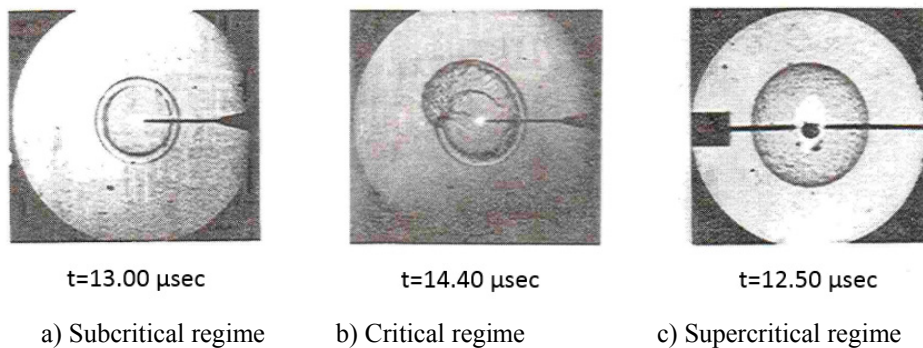 t=13.00 μsec t=14.40 μsec t=12.50 μsec
a) Subcritical regime b) Critical regime c) Supercritical regime